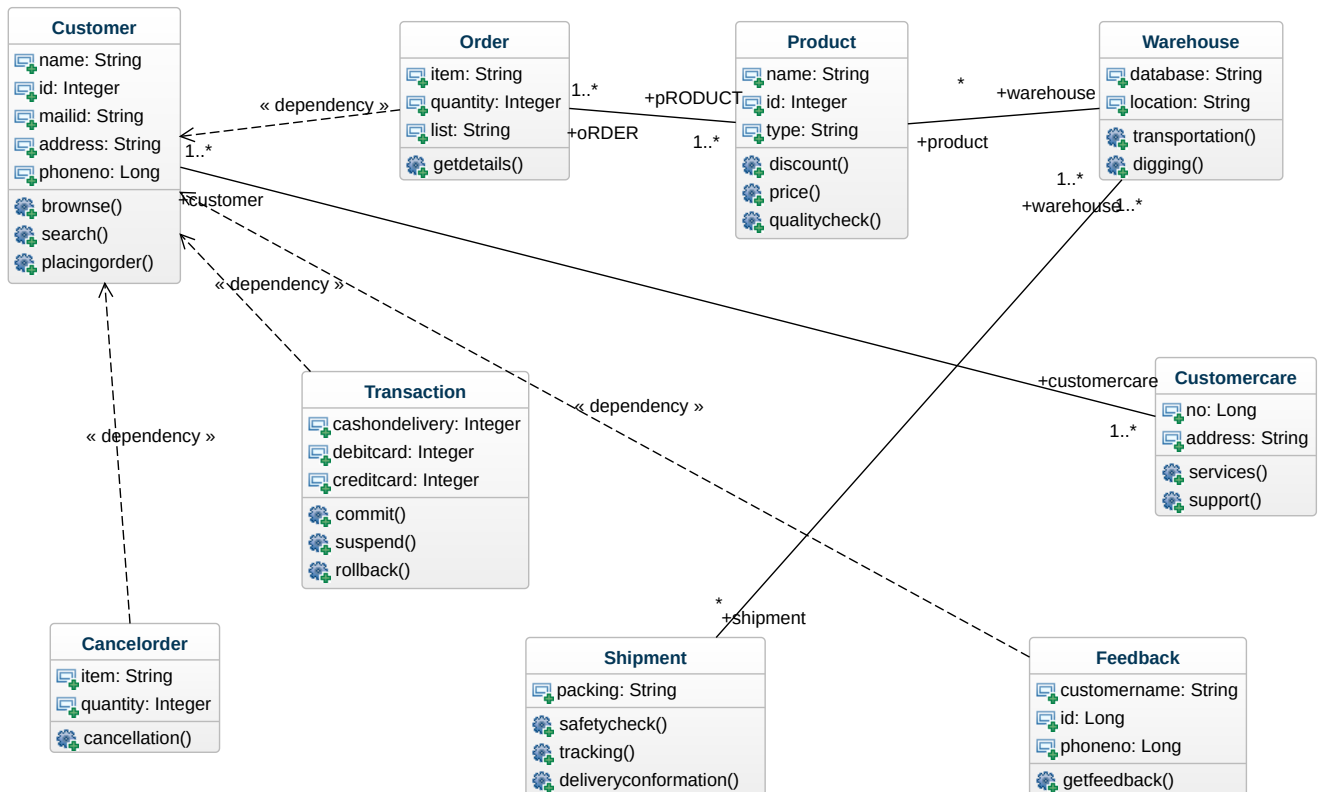 Customer
name: String
id: Integer
mailid: String
address: String
phoneno: Long
brownse()
search()
placingorder()
Order
item: String
quantity: Integer
list: String
getdetails()
Product
name: String
id: Integer
type: String
discount()
price()
qualitycheck()
Warehouse
database: String
location: String
transportation()
digging()
« dependency »
1..*
+oRDER
+pRODUCT
1..*
*
+warehouse
+product
1..*
+warehouse
1..*
1..*
+customer
« dependency »
« dependency »
« dependency »
+customercare
1..*
Customercare
no: Long
address: String
services()
support()
Transaction
cashondelivery: Integer
debitcard: Integer
creditcard: Integer
commit()
suspend()
rollback()
*
+shipment
Cancelorder
item: String
quantity: Integer
cancellation()
Shipment
packing: String
safetycheck()
tracking()
deliveryconformation()
Feedback
customername: String
id: Long
phoneno: Long
getfeedback()